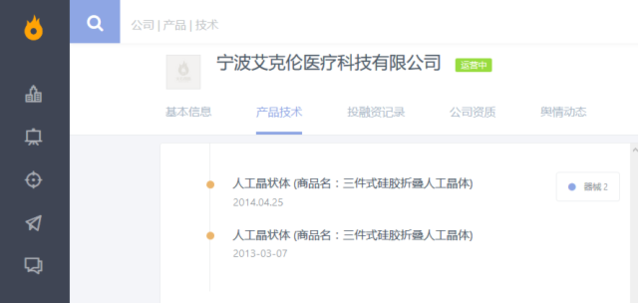 公司 | 产品 | 技术
宁波艾克伦医疗科技有限公司 运营中
基本信息 产品技术 投融资记录 公司资质 舆情动态
人工晶状体 (商品名：三件式硅胶折叠人工晶体)
器械 2
2014.04.25
人工晶状体 (商品名：三件式硅胶折叠人工晶体)
2013-03-07